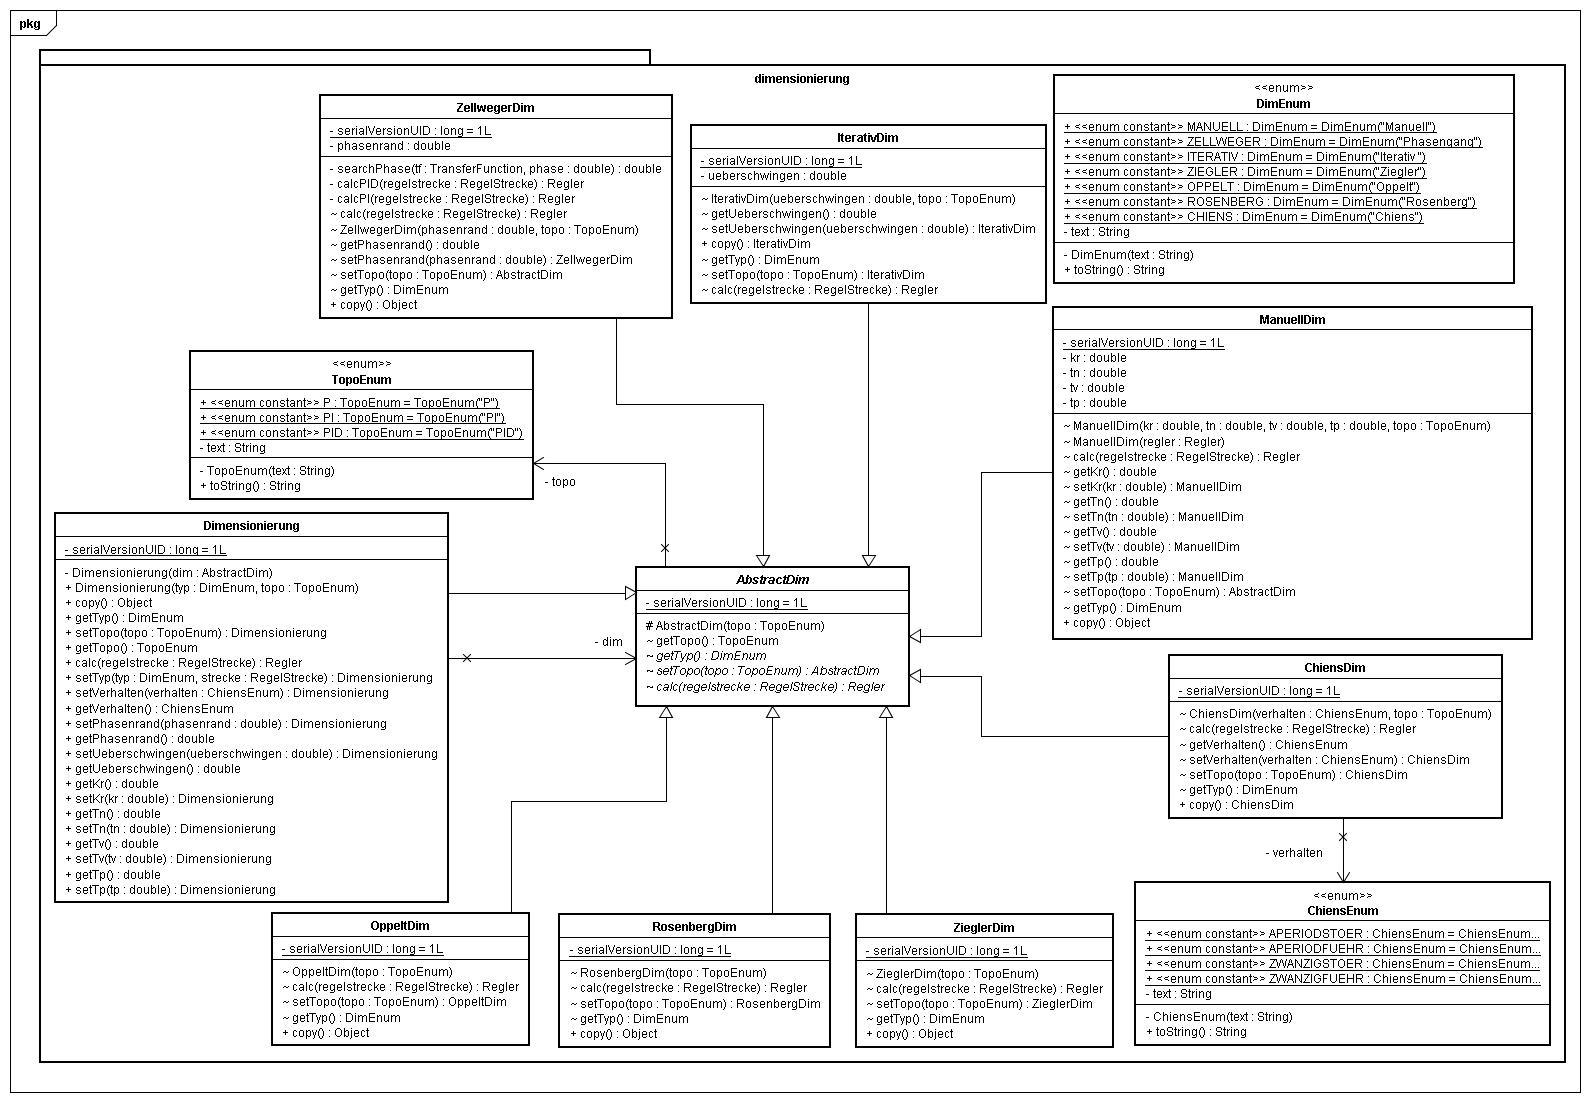 pkg
dimensionierung
ZellwegerDim
- serialVersionUID : long = 1L
- phasenrand : double
- searchPhase(tf : TransferFunction, phase : double) : double
- calcPID(regelstrecke : RegelStrecke) : Regler
- calcPI(regelstrecke : RegelStrecke) : Regler
~ calc(regelstrecke : RegelStrecke) : Regler
~ ZellwegerDim(phasenrand : double, topo : TopoEnum)
~ getPhasenrand() : double
~ setPhasenrand(phasenrand : double) : ZellwegerDim
~ setTopo(topo : TopoEnum) : AbstractDim
~ getTyp() : DimEnum
+ copy() : Object
IterativDim
- serialVersionUID : long = 1L
- ueberschwingen : double
~ IterativDim(ueberschwingen : double, topo : TopoEnum)
~ getUeberschwingen() : double
~ setUeberschwingen(ueberschwingen : double) : IterativDim
+ copy() : IterativDim
~ getTyp() : DimEnum
~ setTopo(topo : TopoEnum) : IterativDim
~ calc(regelstrecke : RegelStrecke) : Regler
<<enum>>
DimEnum
+ <<enum constant>> MANUELL : DimEnum = DimEnum("Manuell")
+ <<enum constant>> ZELLWEGER : DimEnum = DimEnum("Phasengang")
+ <<enum constant>> ITERATIV : DimEnum = DimEnum("Iterativ ")
+ <<enum constant>> ZIEGLER : DimEnum = DimEnum("Ziegler")
+ <<enum constant>> OPPELT : DimEnum = DimEnum("Oppelt")
+ <<enum constant>> ROSENBERG : DimEnum = DimEnum("Rosenberg")
+ <<enum constant>> CHIENS : DimEnum = DimEnum("Chiens")
- text : String
- DimEnum(text : String)
+ toString() : String
ManuellDim
- serialVersionUID : long = 1L
- kr : double
- tn : double
- tv : double
- tp : double
~ ManuellDim(kr : double, tn : double, tv : double, tp : double, topo : TopoEnum)
~ ManuellDim(regler : Regler)
~ calc(regelstrecke : RegelStrecke) : Regler
~ getKr() : double
~ setKr(kr : double) : ManuellDim
~ getTn() : double
~ setTn(tn : double) : ManuellDim
~ getTv() : double
~ setTv(tv : double) : ManuellDim
~ getTp() : double
~ setTp(tp : double) : ManuellDim
~ setTopo(topo : TopoEnum) : AbstractDim
~ getTyp() : DimEnum
+ copy() : Object
<<enum>>
TopoEnum
+ <<enum constant>> P : TopoEnum = TopoEnum("P")
+ <<enum constant>> PI : TopoEnum = TopoEnum("PI")
+ <<enum constant>> PID : TopoEnum = TopoEnum("PID")
- text : String
- TopoEnum(text : String)
+ toString() : String
- topo
Dimensionierung
- serialVersionUID : long = 1L
- Dimensionierung(dim : AbstractDim)
+ Dimensionierung(typ : DimEnum, topo : TopoEnum)
+ copy() : Object
+ getTyp() : DimEnum
+ setTopo(topo : TopoEnum) : Dimensionierung
+ getTopo() : TopoEnum
+ calc(regelstrecke : RegelStrecke) : Regler
+ setTyp(typ : DimEnum, strecke : RegelStrecke) : Dimensionierung
+ setVerhalten(verhalten : ChiensEnum) : Dimensionierung
+ getVerhalten() : ChiensEnum
+ setPhasenrand(phasenrand : double) : Dimensionierung
+ getPhasenrand() : double
+ setUeberschwingen(ueberschwingen : double) : Dimensionierung
+ getUeberschwingen() : double
+ getKr() : double
+ setKr(kr : double) : Dimensionierung
+ getTn() : double
+ setTn(tn : double) : Dimensionierung
+ getTv() : double
+ setTv(tv : double) : Dimensionierung
+ getTp() : double
+ setTp(tp : double) : Dimensionierung
- dim
AbstractDim
- serialVersionUID : long = 1L
# AbstractDim(topo : TopoEnum)
~ getTopo() : TopoEnum
~ getTyp() : DimEnum
~ setTopo(topo : TopoEnum) : AbstractDim
~ calc(regelstrecke : RegelStrecke) : Regler
ChiensDim
- serialVersionUID : long = 1L
~ ChiensDim(verhalten : ChiensEnum, topo : TopoEnum)
~ calc(regelstrecke : RegelStrecke) : Regler
~ getVerhalten() : ChiensEnum
~ setVerhalten(verhalten : ChiensEnum) : ChiensDim
~ setTopo(topo : TopoEnum) : ChiensDim
~ getTyp() : DimEnum
+ copy() : ChiensDim
- verhalten
<<enum>>
ChiensEnum
+ <<enum constant>> APERIODSTOER : ChiensEnum = ChiensEnum...
+ <<enum constant>> APERIODFUEHR : ChiensEnum = ChiensEnum...
+ <<enum constant>> ZWANZIGSTOER : ChiensEnum = ChiensEnum...
+ <<enum constant>> ZWANZIGFUEHR : ChiensEnum = ChiensEnum...
- text : String
- ChiensEnum(text : String)
+ toString() : String
OppeltDim
- serialVersionUID : long = 1L
~ OppeltDim(topo : TopoEnum)
~ calc(regelstrecke : RegelStrecke) : Regler
~ setTopo(topo : TopoEnum) : OppeltDim
~ getTyp() : DimEnum
+ copy() : Object
RosenbergDim
- serialVersionUID : long = 1L
~ RosenbergDim(topo : TopoEnum)
~ calc(regelstrecke : RegelStrecke) : Regler
~ setTopo(topo : TopoEnum) : RosenbergDim
~ getTyp() : DimEnum
+ copy() : Object
ZieglerDim
- serialVersionUID : long = 1L
~ ZieglerDim(topo : TopoEnum)
~ calc(regelstrecke : RegelStrecke) : Regler
~ setTopo(topo : TopoEnum) : ZieglerDim
~ getTyp() : DimEnum
+ copy() : Object